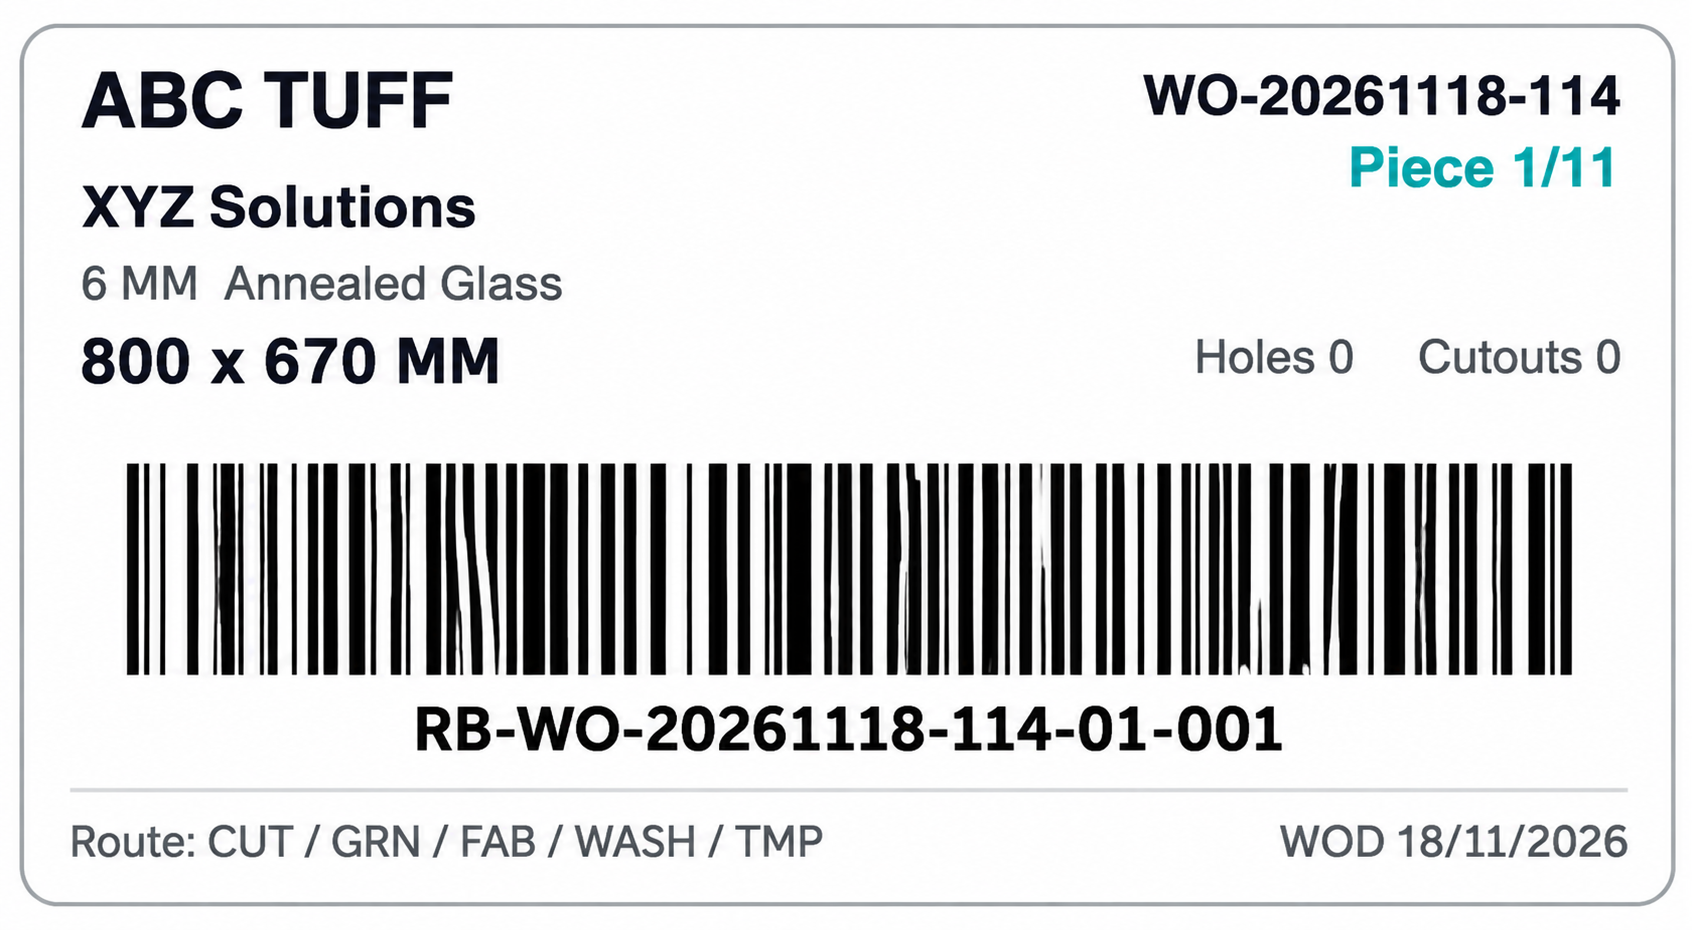 ABC TUFF
WO-20261118-114
Piece 1/11
XYZ Solutions
6 MM Annealed Glass
800 x 670 MM
Holes 0 Cutouts 0
RB-WO-20261118-114-01-001
Route: CUT / GRN / FAB / WASH / TMP
WOD 18/11/2026